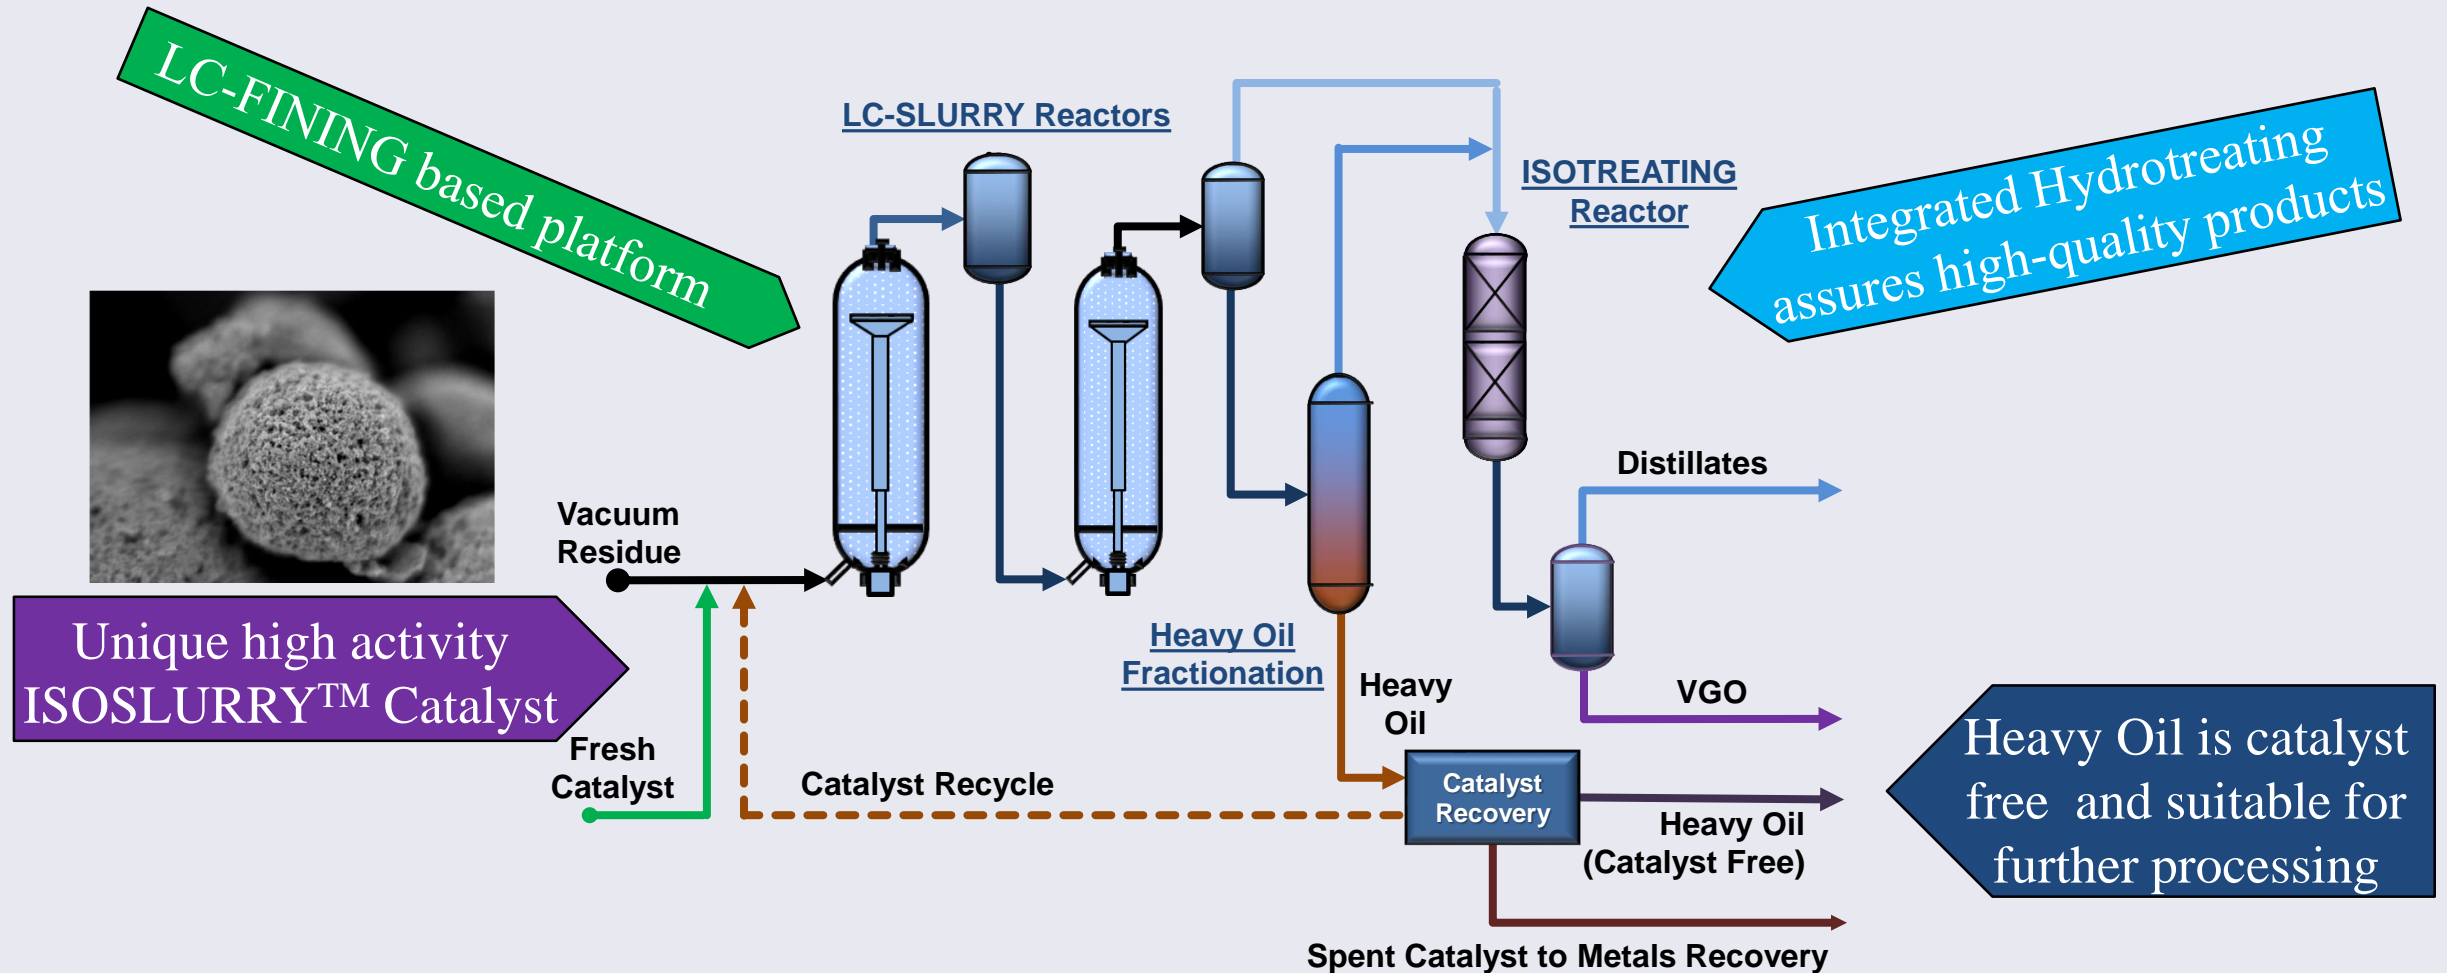 LC-FINING based platform
LC-SLURRY Reactors
ISOTREATING
Reactor
Integrated Hydrotreating
assures high-quality products
Vacuum
Residue
Unique high activity
ISOSLURRY™ Catalyst
Fresh
Catalyst
Catalyst Recycle
Heavy Oil
Fractionation
Heavy
Oil
Catalyst
Recovery
Distillates
VGO
Heavy Oil
(Catalyst Free)
Spent Catalyst to Metals Recovery
Heavy Oil is catalyst
free  and suitable for
further processing